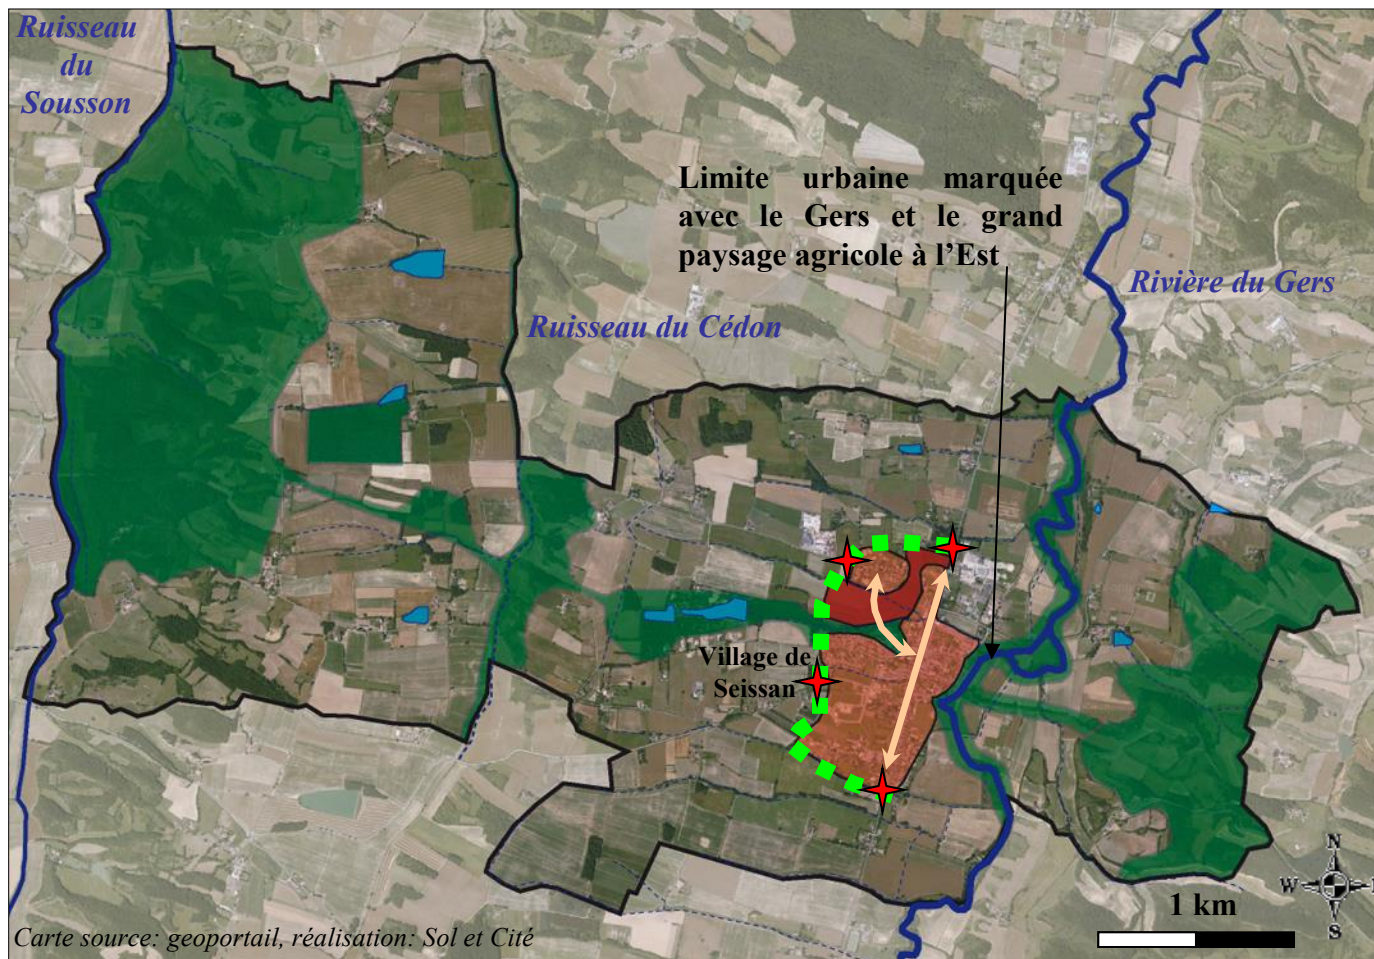 Ruisseau
du
Sousson
Limite urbaine marquée
avec le Gers et le grand
paysage agricole à l’Est
Rivière du Gers
Ruisseau du Cédon
Village de
Seissan
N
W
S
1 km
Carte source: geoportail, réalisation: Sol et Cité